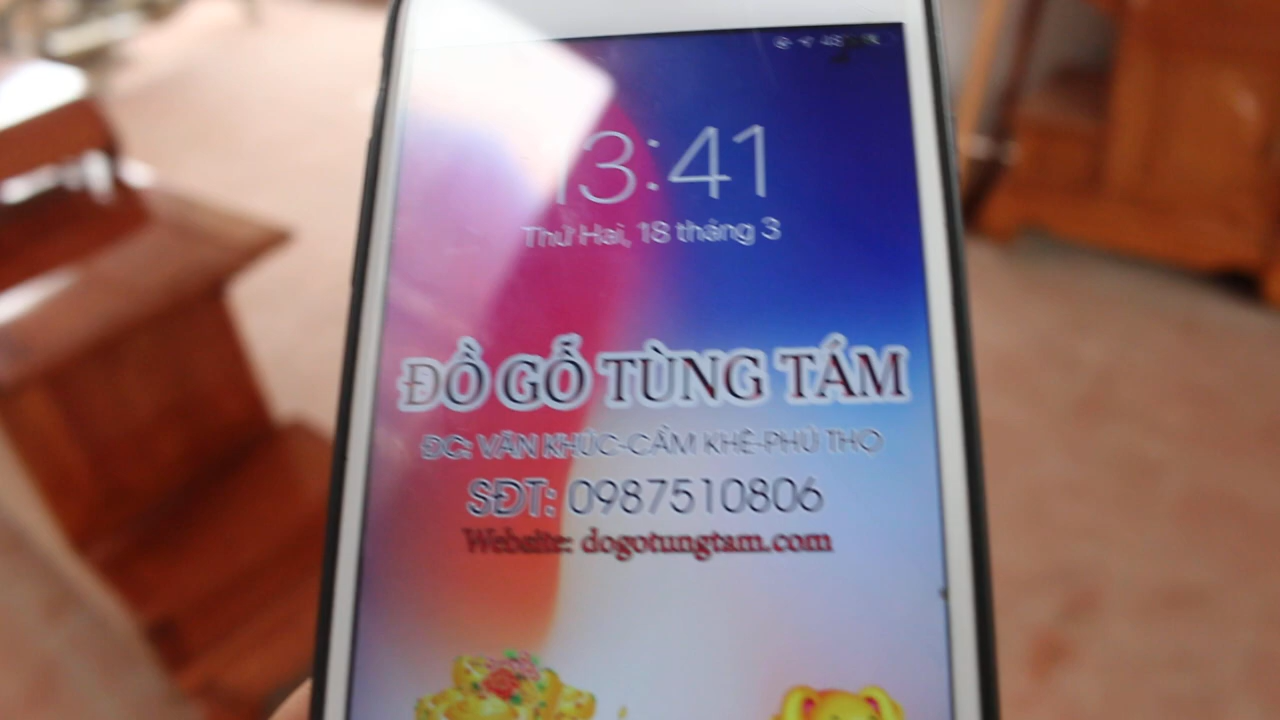 13:41
Thứ Hai, 18 tháng 3
ĐỒ GỖ TÙNG TẤM
ĐC: VĂN KHÚC-CẨM KHÊ-PHÚ THỌ
SĐT: 0987510806
Website: dogotungtam.com